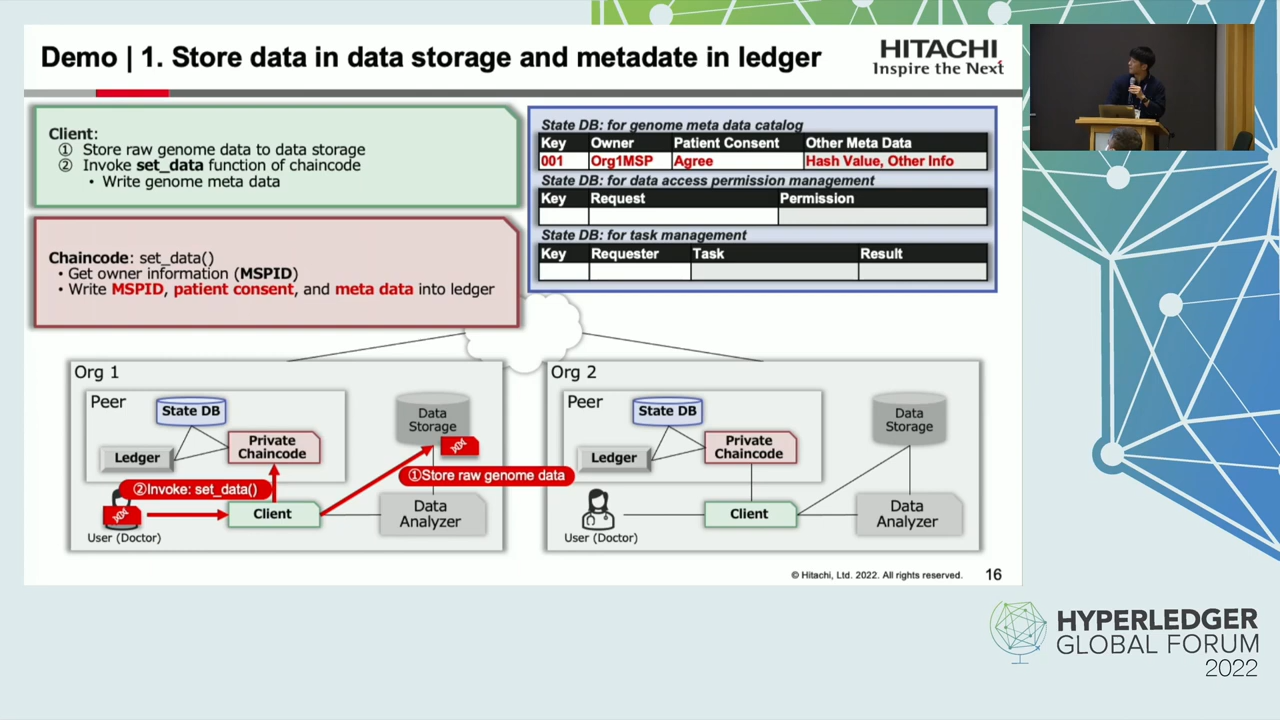 Demo | 1. Store data in data storage and metadate in ledger
HITACHI
Inspire the Next
Client:
① Store raw genome data to data storage
② Invoke set_data function of chaincode
• Write genome meta data
Chaincode: set_data()
• Get owner information (MSPID)
• Write MSPID, patient consent, and meta data into ledger
State DB: for genome meta data catalog
Key Owner Patient Consent Other Meta Data
001 Org1MSP Agree Hash Value, Other Info
State DB: for data access permission management
Key Request Permission
State DB: for task management
Key Requester Task Result
Org 1
Peer
State DB
Ledger
Private
Chaincode
Data
Storage
①Store raw genome data
②Invoke: set_data()
Client
Data
Analyzer
User (Doctor)
Org 2
Peer
State DB
Ledger
Private
Chaincode
Data
Storage
Client
Data
Analyzer
User (Doctor)
© Hitachi, Ltd. 2022. All rights reserved. 16
HYPERLEDGER
GLOBAL FORUM
2022